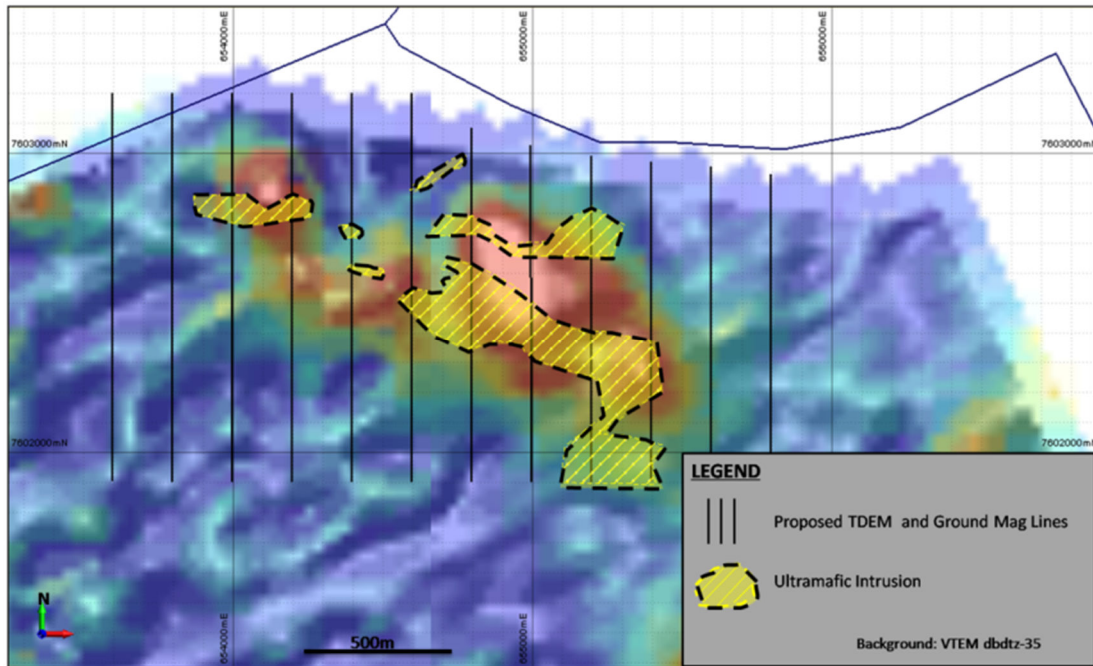 654000mE
655000mE
656000mE
7603000mN
7603000mN
7602000mN
7602000mN
LEGEND
Proposed TDEM and Ground Mag Lines
Ultramafic Intrusion
Background: VTEM dbdtz-35
N
500m
654000mE
655000mE